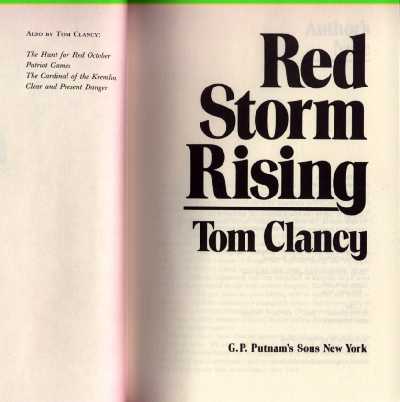 ALSO BY TOM CLANCY:
The Hunt for Red October
Patriot Games
The Cardinal of the Kremlin
Clear and Present Danger
Red
Storm
Rising
Tom Clancy
G.P. Putnam's Sons New York
Author's